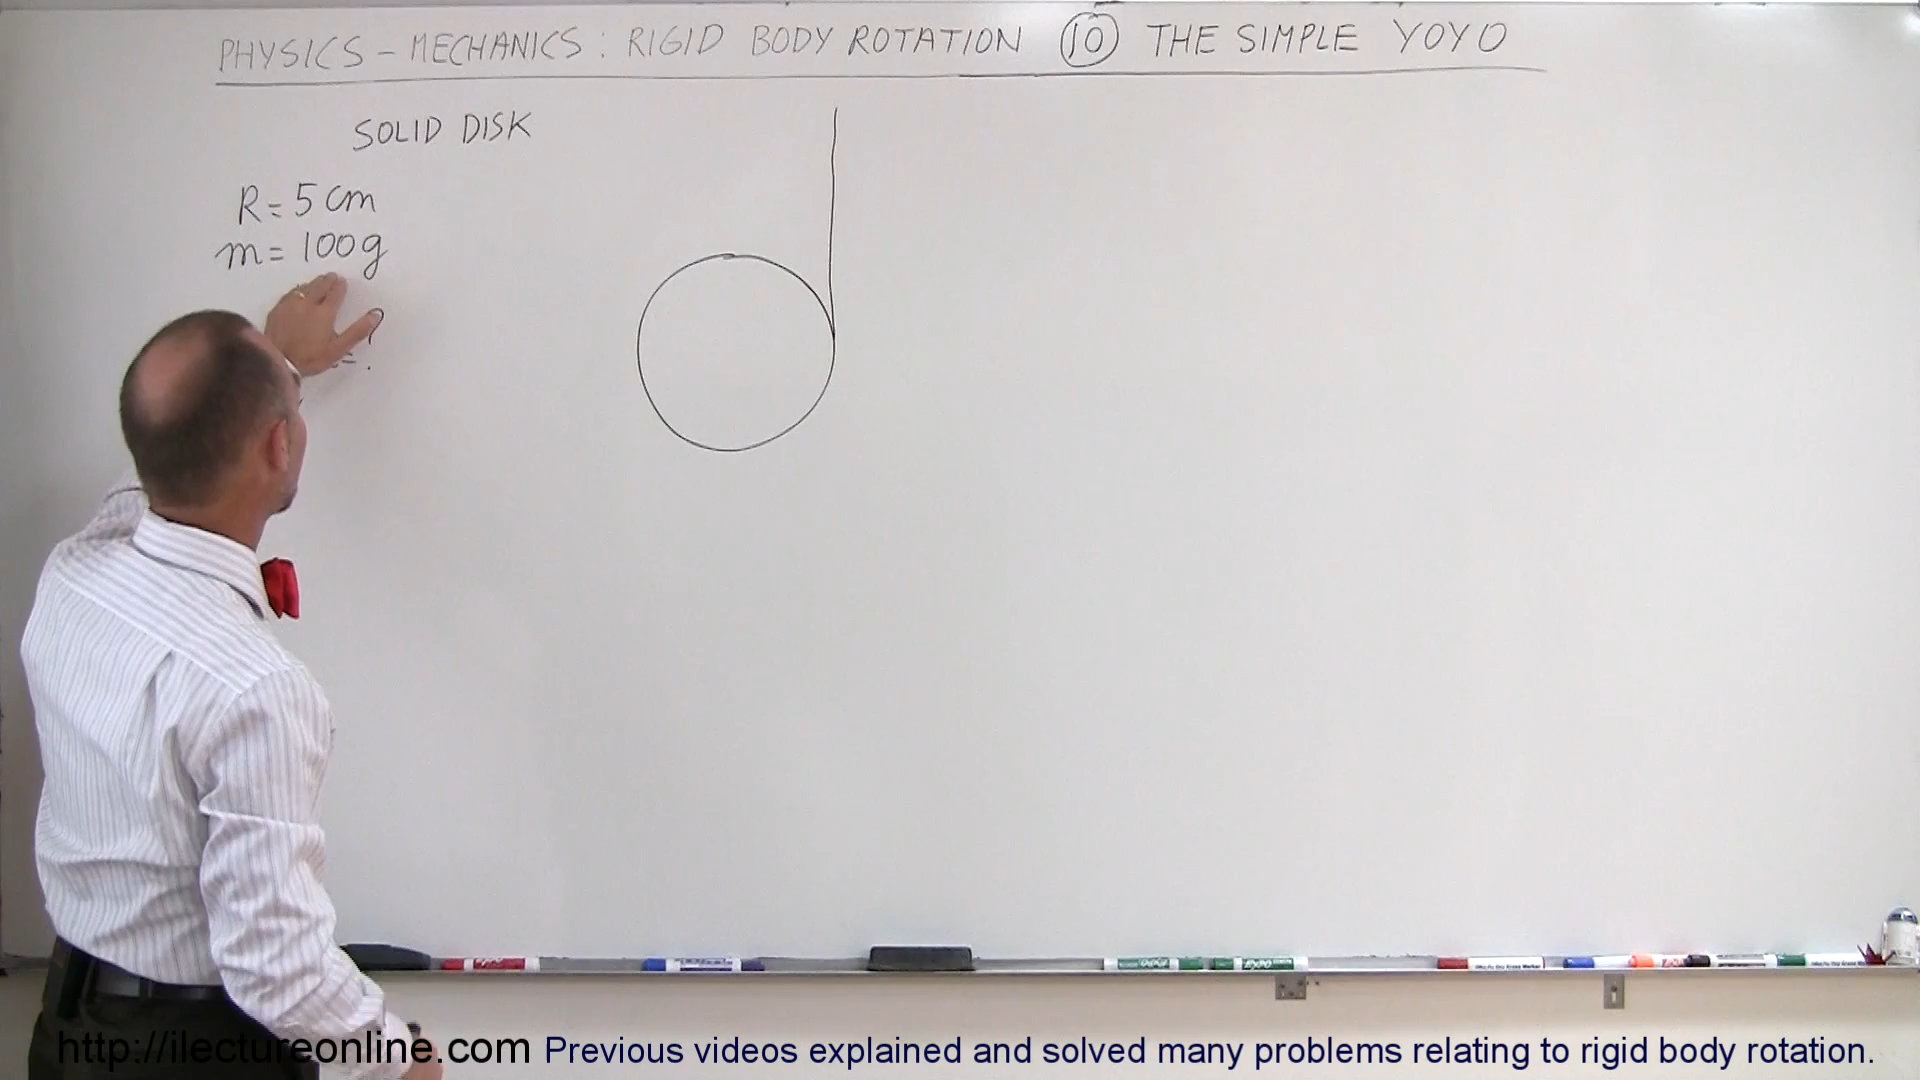 PHYSICS - MECHANICS: RIGID BODY ROTATION 10 THE SIMPLE YOYO
SOLID DISK
R = 5 cm
m = 100 g
= ?
EXPO
http://ilectureonline.com Previous videos explained and solved many problems relating to rigid body rotation.